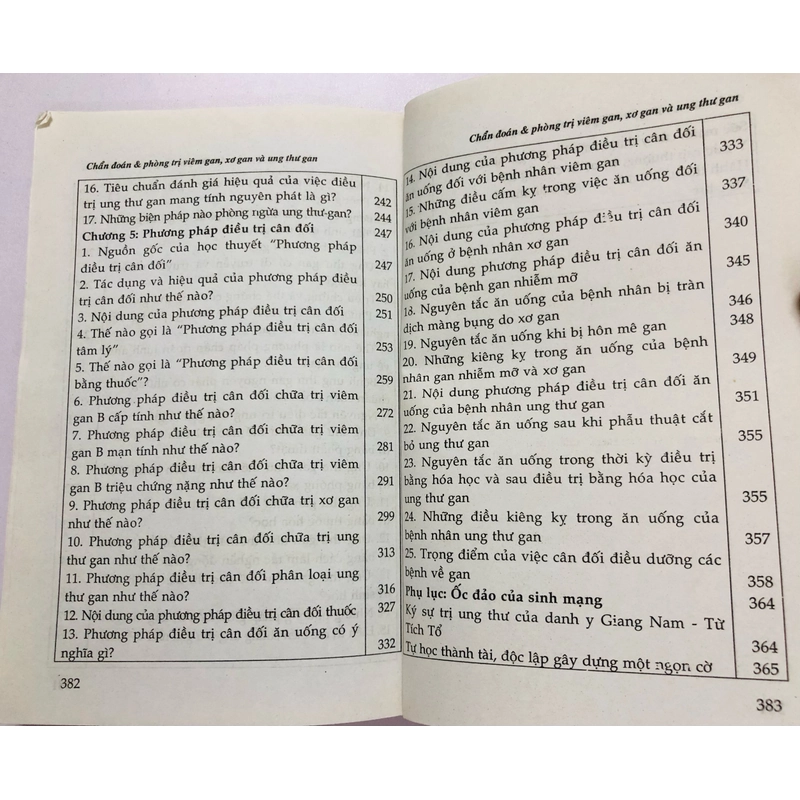 Chẩn đoán & phòng trị viêm gan, xơ gan và ung thư gan
16. Tiêu chuẩn đánh giá hiệu quả của việc điều
trị ung thư gan mang tính nguyên phát là gì? 242
17. Những biện pháp nào phòng ngừa ung thư gan? 244
Chương 5: Phương pháp điều trị cân đối 247
1. Nguồn gốc của học thuyết "Phương pháp
điều trị cân đối" 247
2. Tác dụng và hiệu quả của phương pháp điều
trị cân đối như thế nào? 250
3. Nội dung của phương pháp điều trị cân đối 251
4. Thế nào gọi là "Phương pháp điều trị cân đối
tâm lý" 253
5. Thế nào gọi là "Phương pháp điều trị cân đối
bằng thuốc"? 259
6. Phương pháp điều trị cân đối chữa trị viêm
gan B cấp tính như thế nào? 272
7. Phương pháp điều trị cân đối chữa trị viêm
gan B mạn tính như thế nào? 281
8. Phương pháp điều trị cân đối chữa trị viêm
gan B triệu chứng nặng như thế nào? 291
9. Phương pháp điều trị cân đối chữa trị xơ gan
như thế nào? 299
10. Phương pháp điều trị cân đối chữa trị ung
thư gan như thế nào? 313
11. Phương pháp điều trị cân đối phân loại ung
thư gan như thế nào? 316
12. Nội dung của phương pháp điều trị cân đối thuốc 327
13. Phương pháp điều trị cân đối ăn uống có ý
nghĩa gì? 332
382
Chẩn đoán & phòng trị viêm gan, xơ gan và ung thư gan
14. Nội dung của phương pháp điều trị cân đối
ăn uống đối với bệnh nhân viêm gan 333
15. Những điều cấm kỵ trong việc ăn uống đối
với bệnh nhân viêm gan 337
16. Nội dung của phương pháp điều trị cân đối
ăn uống ở bệnh nhân xơ gan 340
17. Nội dung phương pháp điều trị cân đối ăn
uống của bệnh gan nhiễm mỡ 345
18. Nguyên tắc ăn uống của bệnh nhân bị tràn
dịch màng bụng do xơ gan 346
19. Nguyên tắc ăn uống khi bị hôn mê gan 348
20. Những kiêng kỵ trong ăn uống của bệnh
nhân gan nhiễm mỡ và xơ gan 349
21. Nội dung phương pháp điều trị cân đối ăn
uống của bệnh nhân ung thư gan 351
22. Nguyên tắc ăn uống sau khi phẫu thuật cắt
bỏ ung thư gan 355
23. Nguyên tắc ăn uống trong thời kỳ điều trị
bằng hóa học và sau điều trị bằng hóa học của
ung thư gan 355
24. Những điều kiêng kỵ trong ăn uống của
bệnh nhân ung thư gan 357
25. Trọng điểm của việc cân đối điều dưỡng các
bệnh về gan 358
Phụ lục: Ốc đảo của sinh mạng 364
Ký sự trị ung thư của danh y Giang Nam - Từ
Tích Tổ 364
Tự học thành tài, độc lập gây dựng một ngọn cờ 365
383